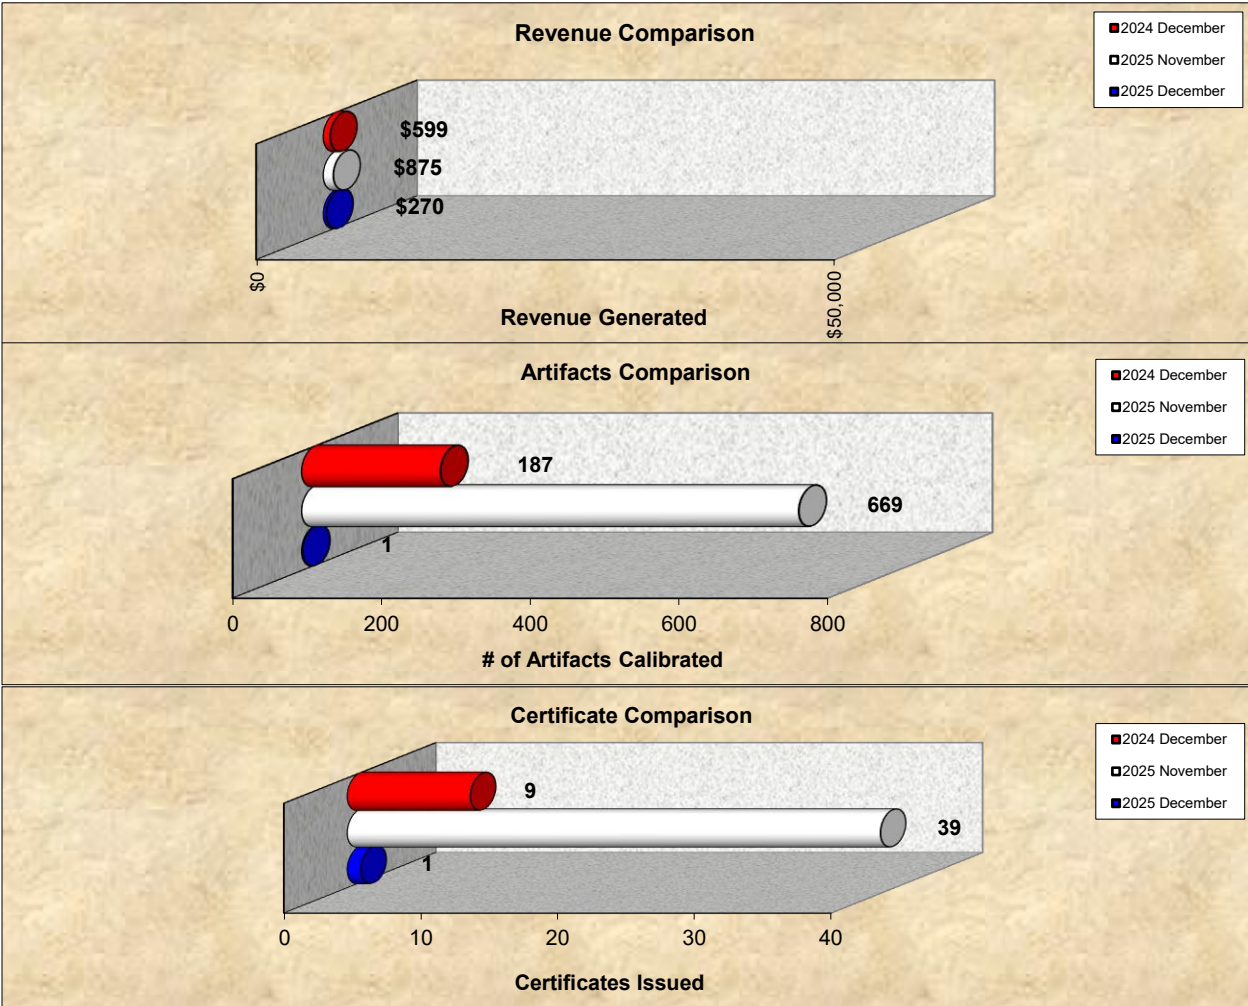 Revenue Comparison
2024 December
2025 November
2025 December
$599
$875
$270
$0
$50,000
Revenue Generated
Artifacts Comparison
2024 December
2025 November
2025 December
187
669
1
0 200 400 600 800
# of Artifacts Calibrated
Certificate Comparison
2024 December
2025 November
2025 December
9
39
1
0 10 20 30 40
Certificates Issued